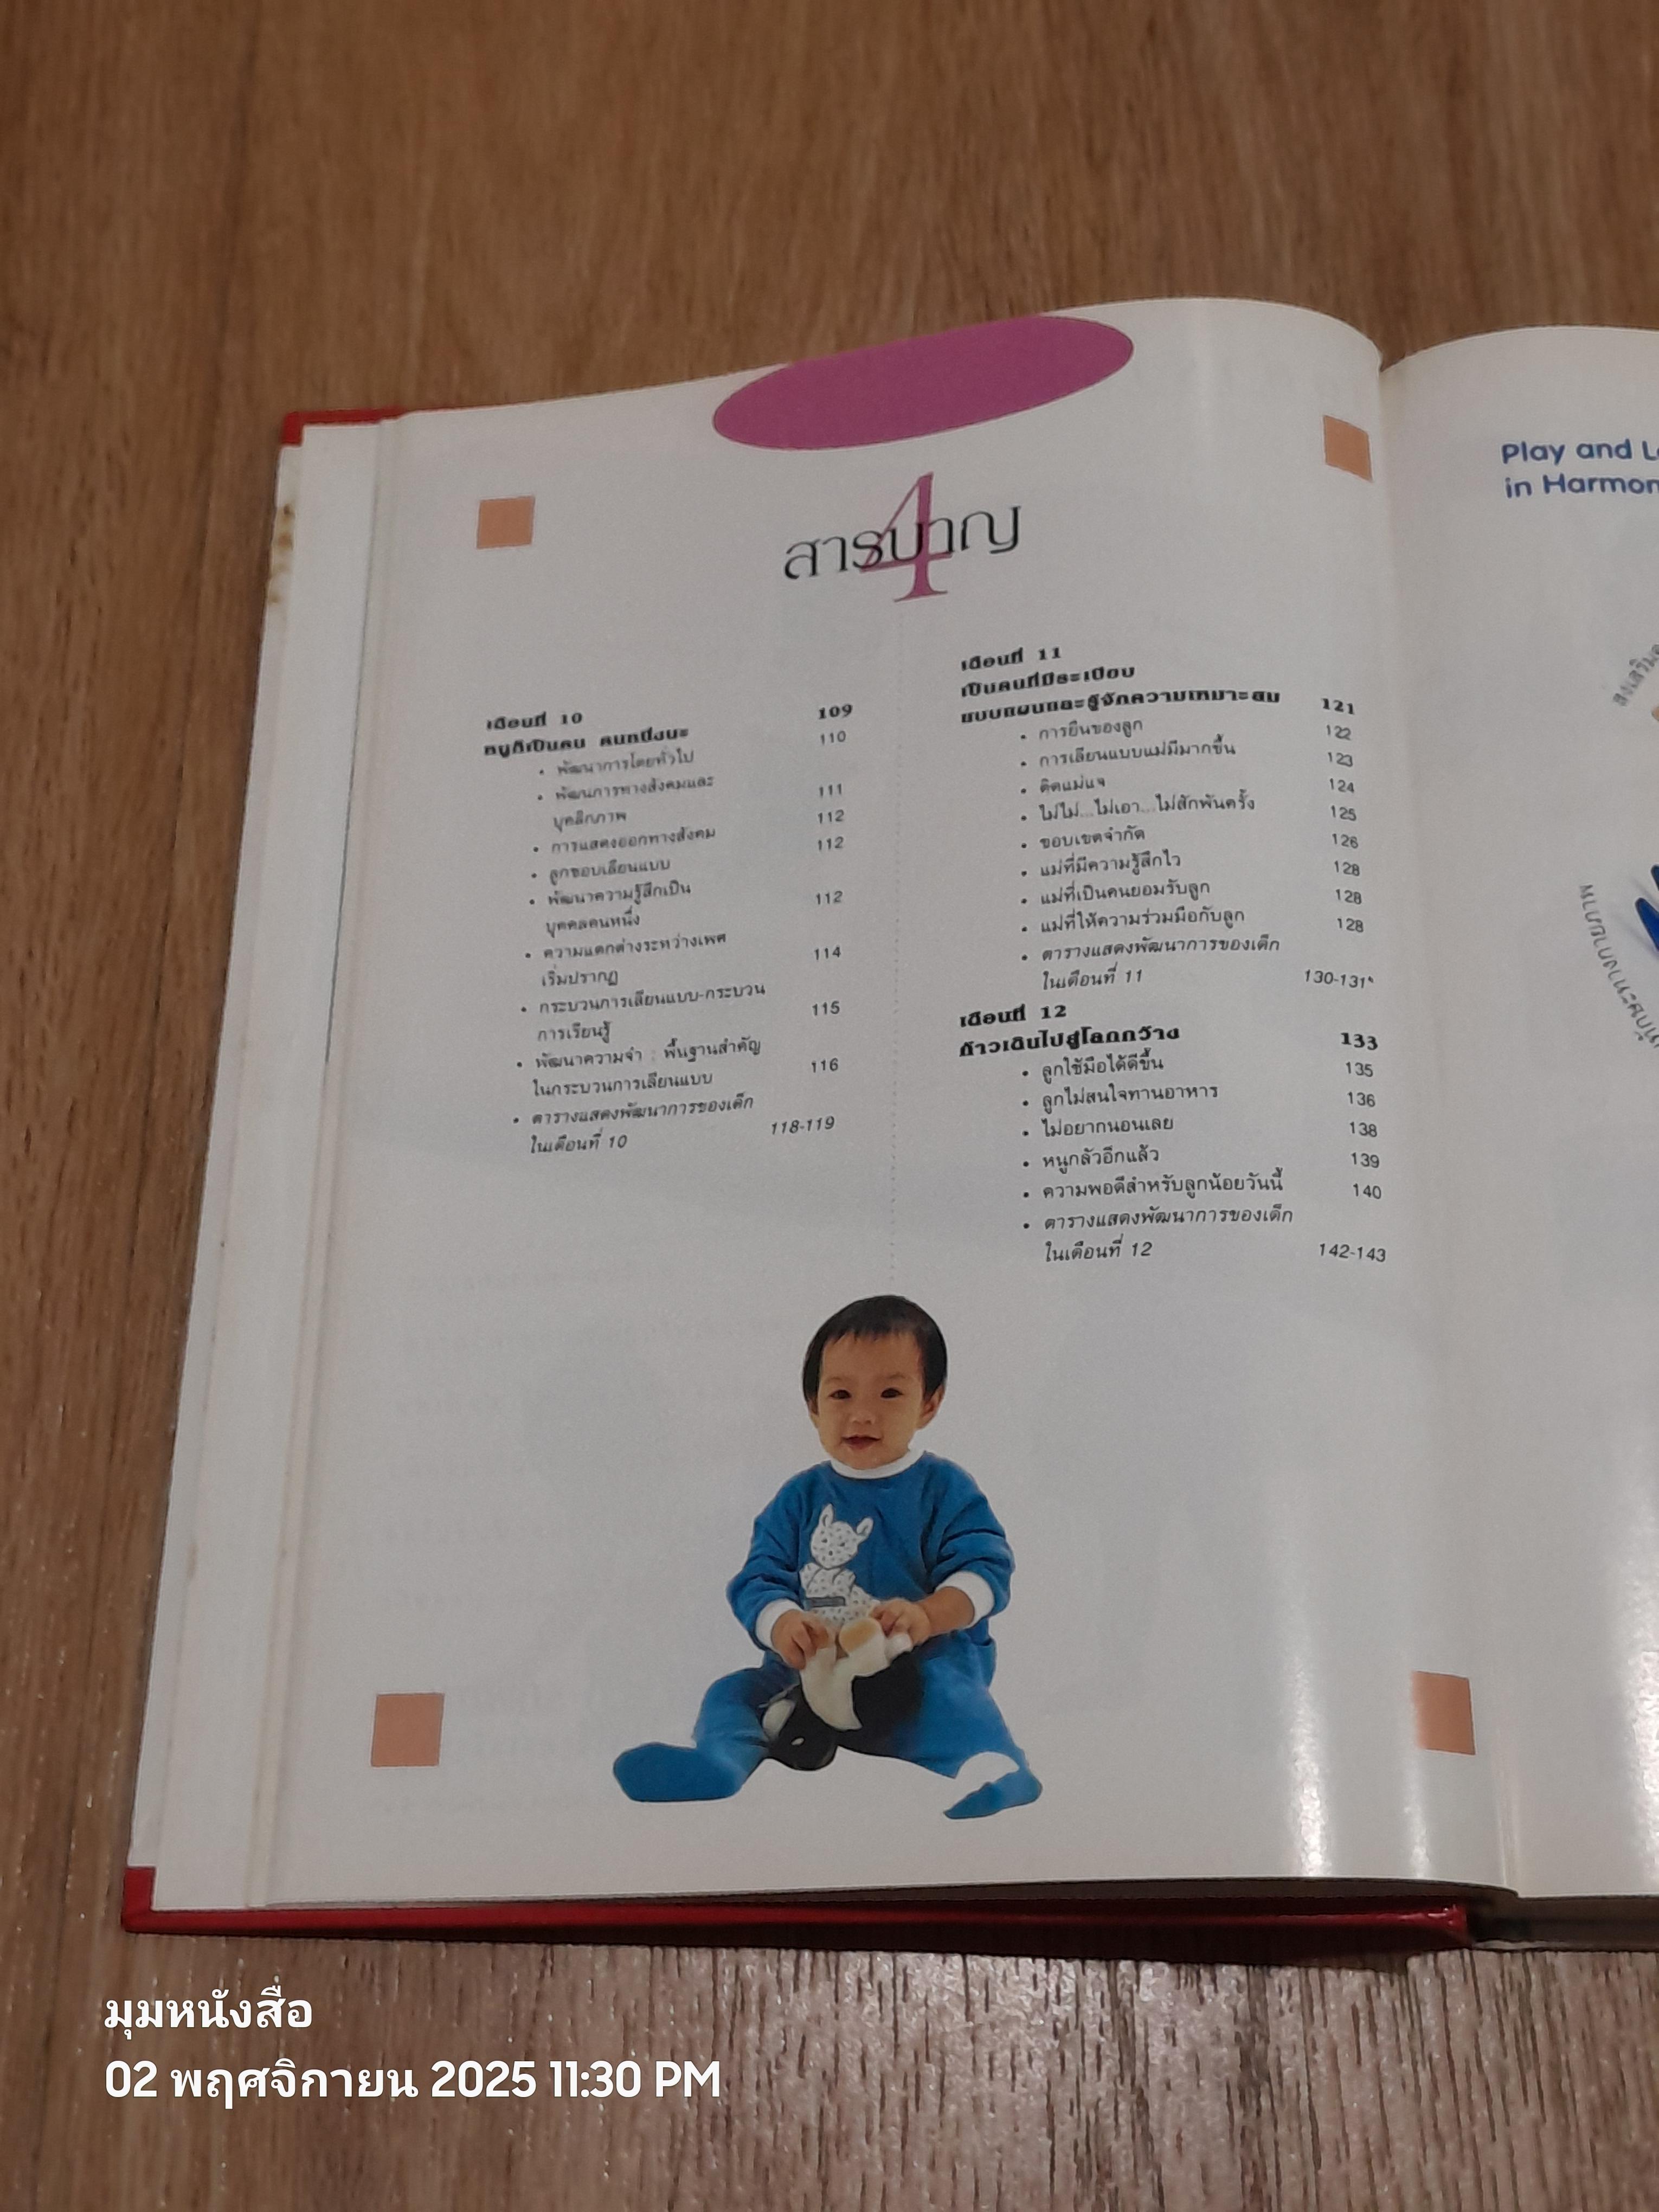 สารบาญ
4
เดือนที่ 10
หนูก็เป็นคน คนหนึ่งนะ 109
• พัฒนาการโดยทั่วไป 110
• พัฒนการทางสังคมและ
บุคลิกภาพ 111
• การแสดงออกทางสังคม 112
• ลูกชอบเลียนแบบ 112
• พัฒนาความรู้สึกเป็น
บุคคลคนหนึ่ง 112
• ความแตกต่างระหว่างเพศ
เริ่มปรากฏ 114
• กระบวนการเลียนแบบ-กระบวน
การเรียนรู้ 115
• พัฒนาความจำ : พื้นฐานสำคัญ
ในกระบวนการเลียนแบบ 116
• ตารางแสดงพัฒนาการของเด็ก
ในเดือนที่ 10 118-119
เดือนที่ 11
เป็นคนที่มีระเบียบ
แบบแผนและรู้จักความเหมาะสม 121
• การยืนของลูก 122
• การเลียนแบบแม่มีมากขึ้น 123
• ติดแม่แจ 124
• ไม่ไม่...ไม่เอา...ไม่สักพันครั้ง 125
• ขอบเขตจำกัด 126
• แม่ที่มีความรู้สึกไว 128
• แม่ที่เป็นคนยอมรับลูก 128
• แม่ที่ให้ความร่วมมือกับลูก 128
• ตารางแสดงพัฒนาการของเด็ก
ในเดือนที่ 11 130-131
เดือนที่ 12
ก้าวเดินไปสู่โลกกว้าง 133
• ลูกใช้มือได้ดีขึ้น 135
• ลูกไม่สนใจทานอาหาร 136
• ไม่อยากนอนเลย 138
• หนูกลัวอีกแล้ว 139
• ความพอดีสำหรับลูกน้อยวันนี้ 140
• ตารางแสดงพัฒนาการของเด็ก
ในเดือนที่ 12 142-143
Play and
in
มุมหนังสื่อ
02 พฤศจิกายน 2025 11:30 PM